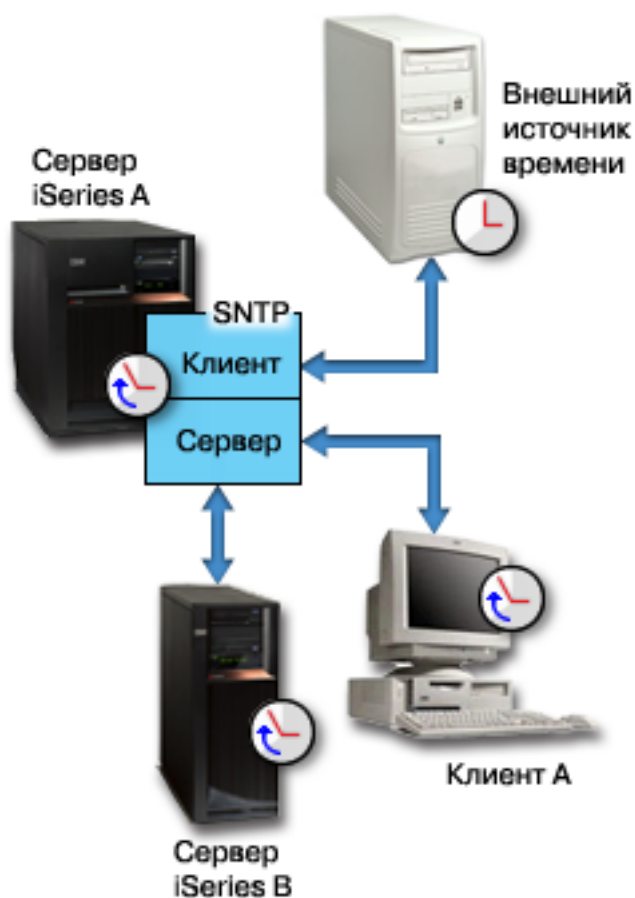 Внешний
источник
времени
Сервер
iSeries A
SNTP
Клиент
Сервер
Клиент A
Сервер
iSeries B